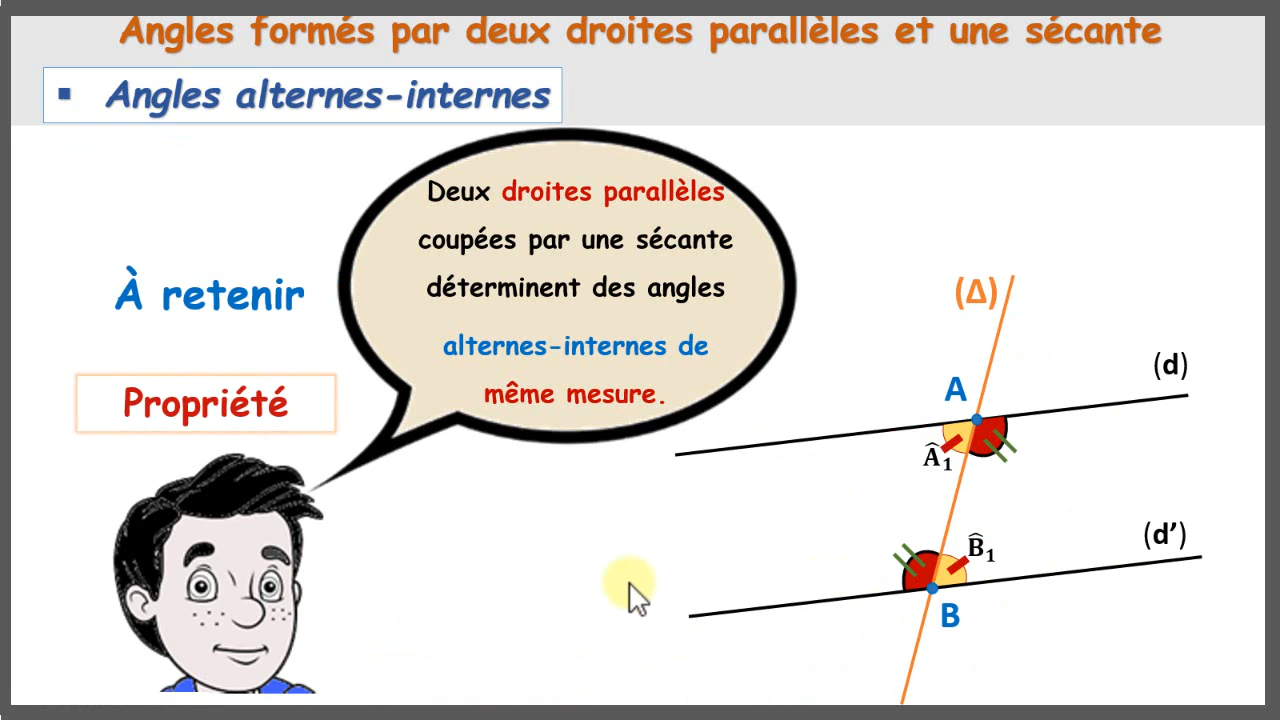 Angles formés par deux droites parallèles et une sécante
▪ Angles alternes-internes
Deux droites parallèles
coupées par une sécante
déterminent des angles
alternes-internes de
même mesure.
À retenir
Propriété
(Δ)
(d)
A
Â₁
(d’)
B̂₁
B